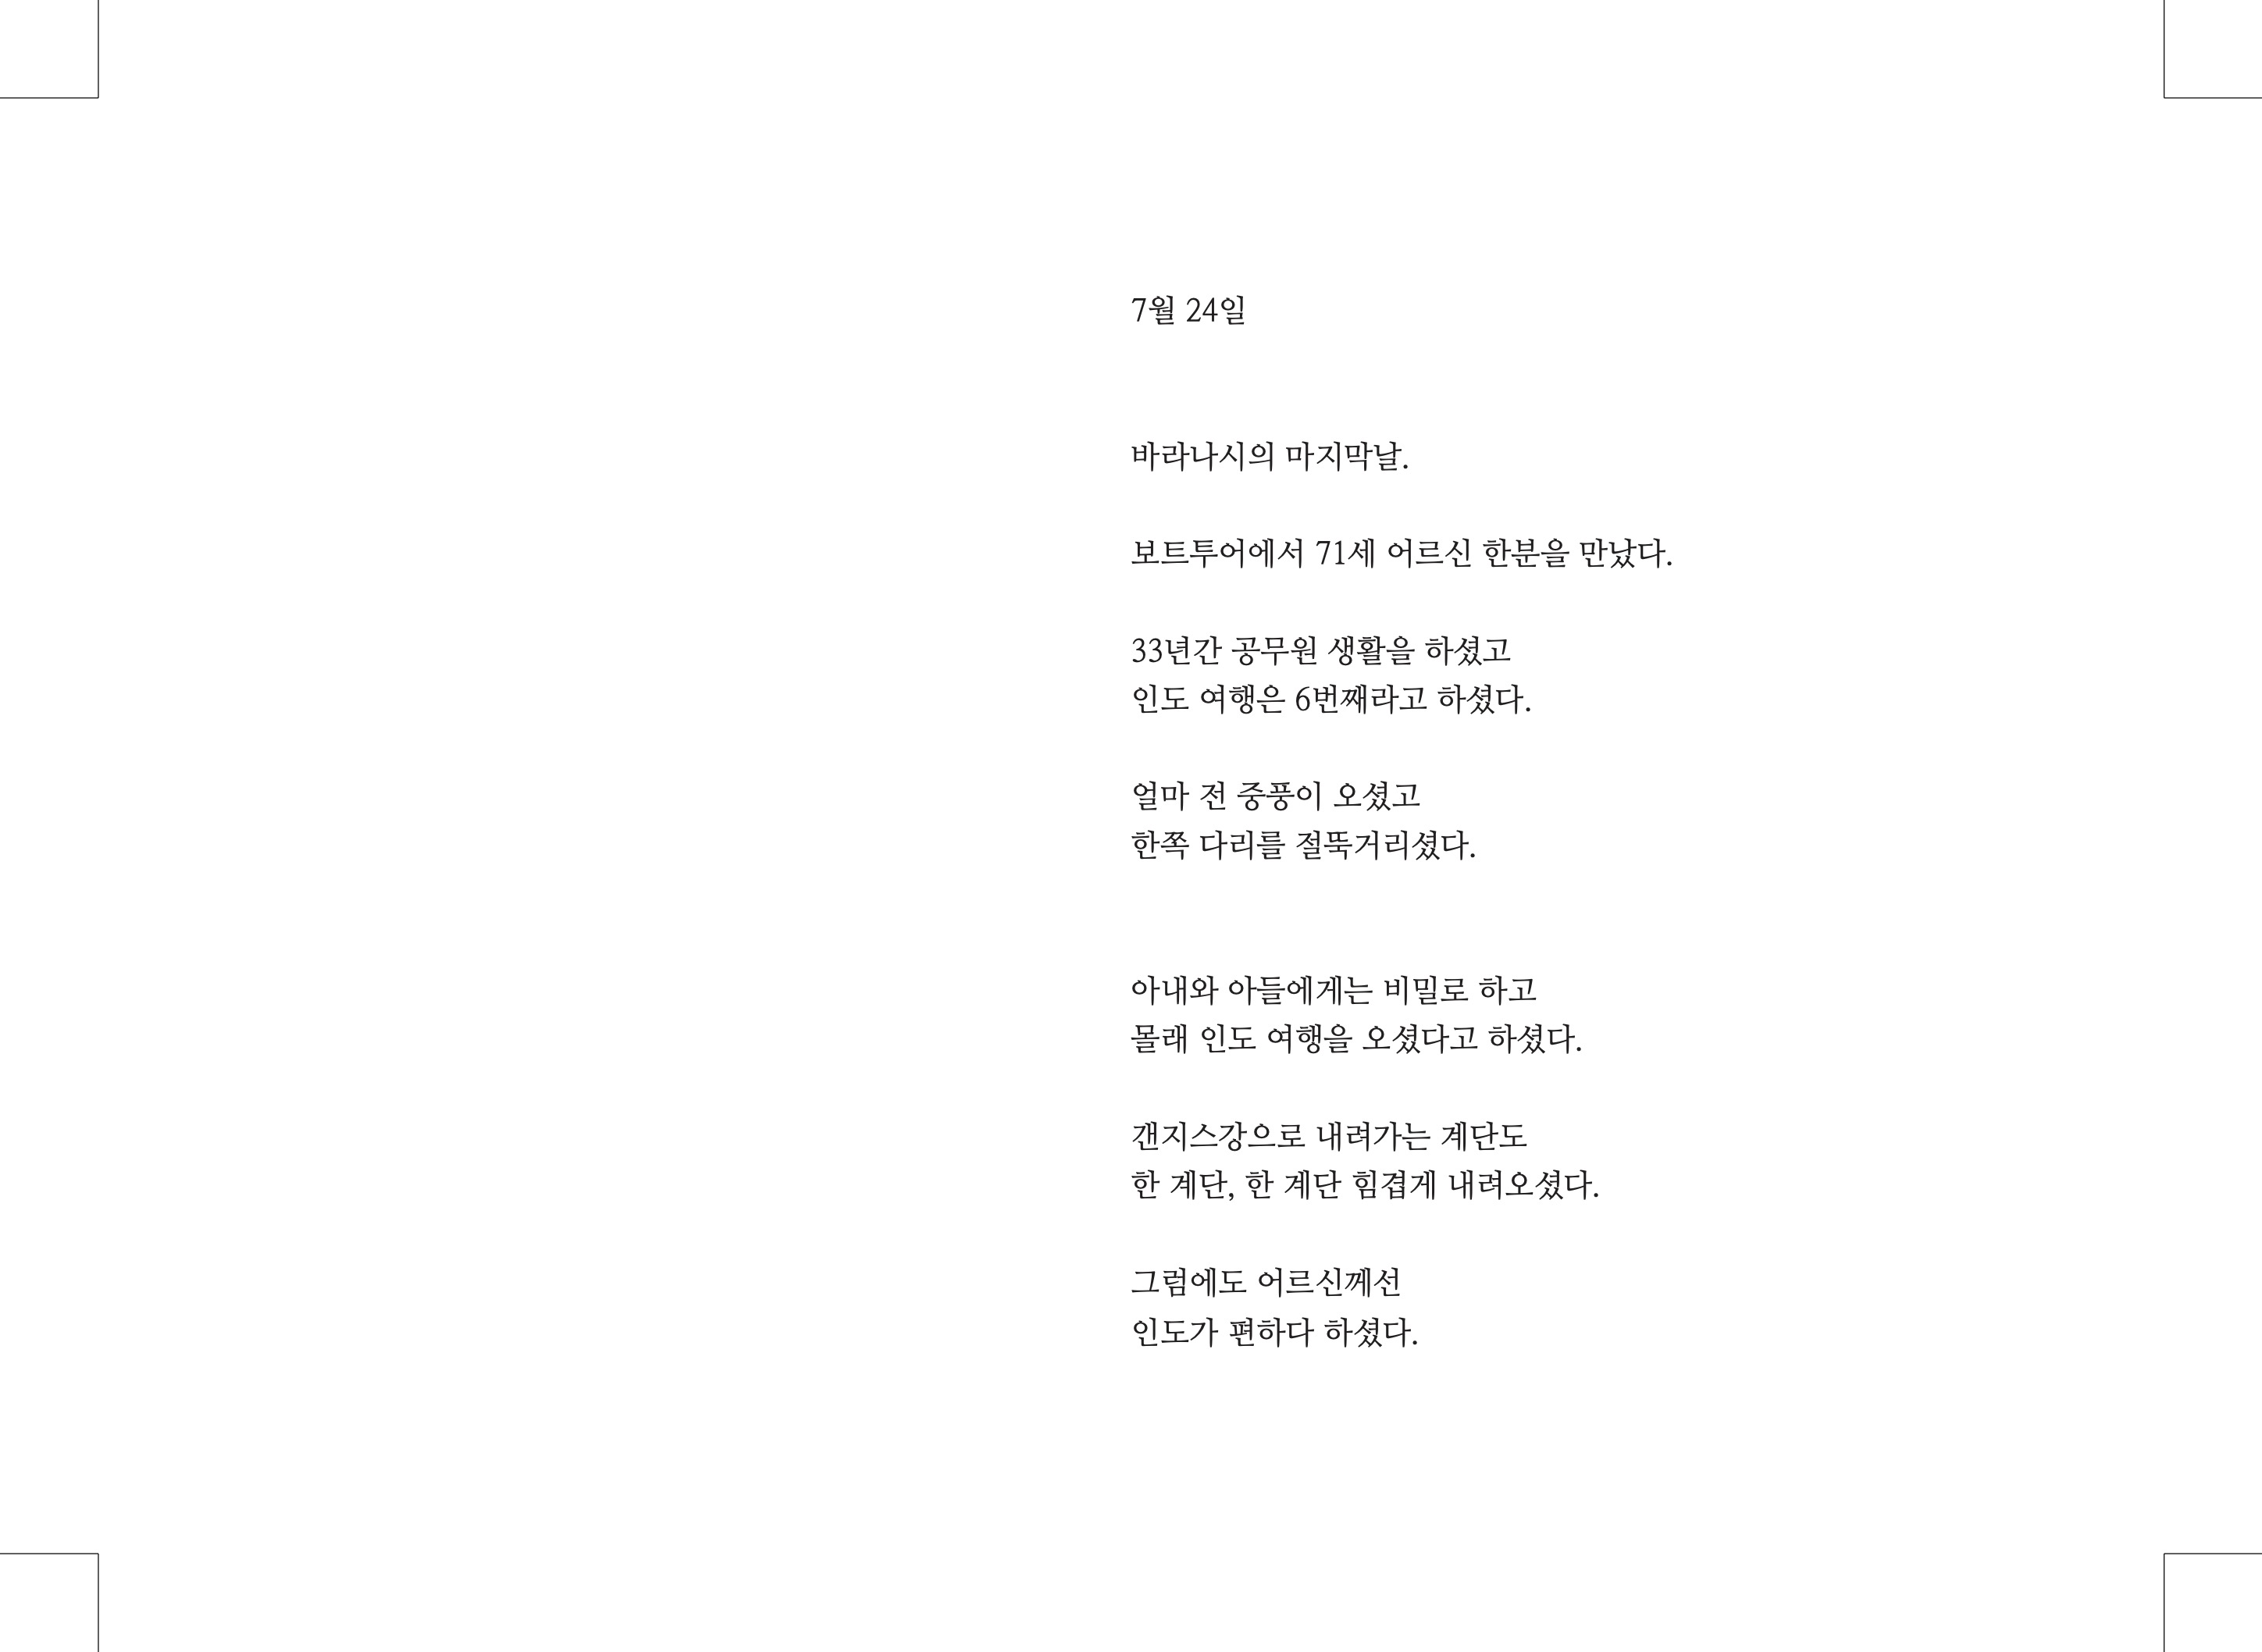 7월 24일
바라나시의 마지막날.
보트투어에서 71세 어르신 한분을 만났다.
33년간 공무원 생활을 하셨고
인도 여행은 6번째라고 하셨다.
얼마 전 중풍이 오셨고
한쪽 다리를 절뚝거리셨다.
아내와 아들에게는 비밀로 하고
몰래 인도 여행을 오셨다고 하셨다.
갠지스강으로 내려가는 계단도
한 계단, 한 계단 힘겹게 내려오셨다.
그럼에도 어르신께선
인도가 편하다 하셨다.